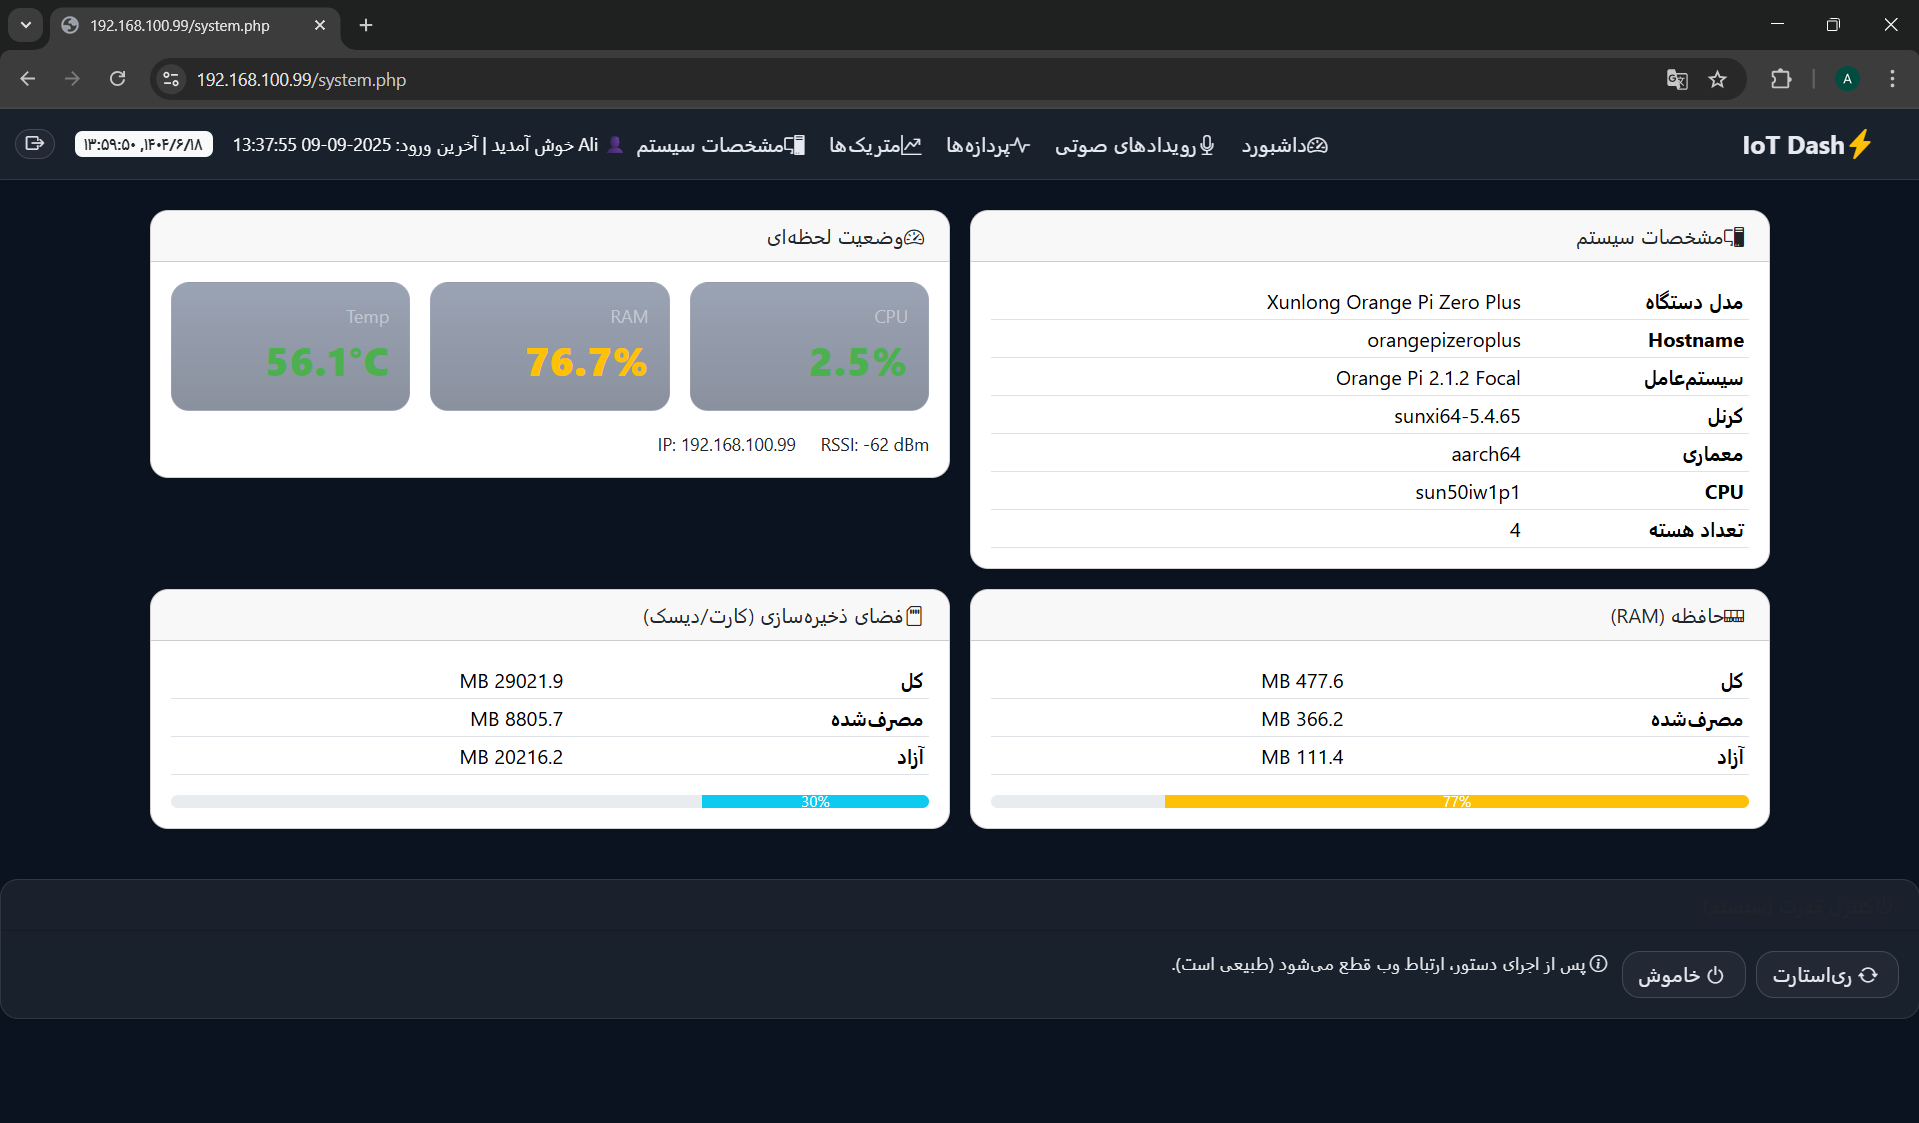 192.168.100.99/system.php
192.168.100.99/system.php
A
IoT Dash
داشبورد
رویدادهای صوتی
پردازه‌ها
متریک‌ها
مشخصات سیستم
Ali خوش آمدید | آخرین ورود: 2025-09-09 13:37:55
۱۴۰۴/۶/۱۸, ۱۳:۵۹:۵۰
مشخصات سیستم
مدل دستگاه Xunlong Orange Pi Zero Plus
Hostname orangepizeroplus
سیستم‌عامل Orange Pi 2.1.2 Focal
کرنل sunxi64-5.4.65
معماری aarch64
CPU sun50iw1p1
تعداد هسته 4
وضعیت لحظه‌ای
CPU
2.5%
RAM
76.7%
Temp
56.1°C
RSSI: -62 dBm
IP: 192.168.100.99
حافظه (RAM)
کل MB 477.6
مصرف‌شده MB 366.2
آزاد MB 111.4
77%
فضای ذخیره‌سازی (کارت/دیسک)
کل MB 29021.9
مصرف‌شده MB 8805.7
آزاد MB 20216.2
30%
ری‌استارت
خاموش
پس از اجرای دستور، ارتباط وب قطع می‌شود (طبیعی است).